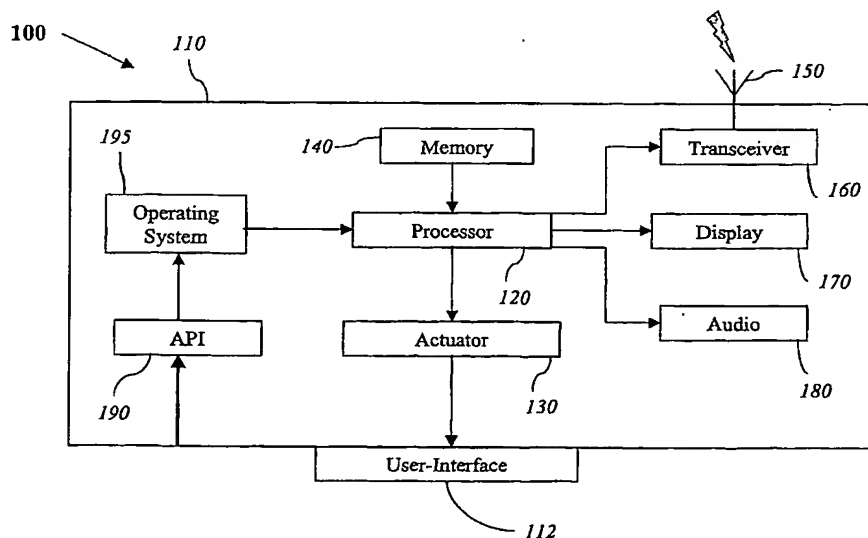 100
110
150
140
Memory
Transceiver
195
160
Operating
System
Processor
Display
120
170
API
Actuator
Audio
190
130
180
User-Interface
112